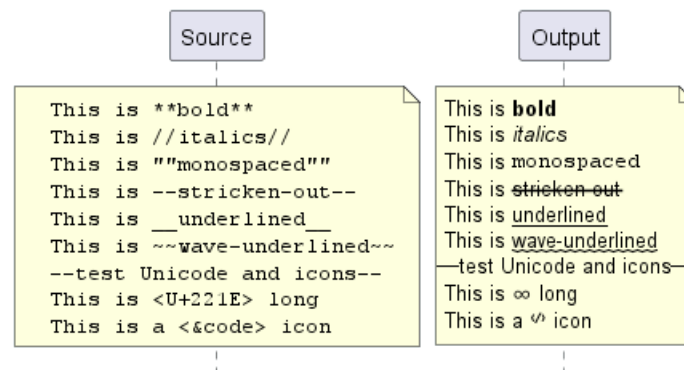 Source
Output
This is **bold**
This is //italics//
This is ""monospaced""
This is --stricken-out--
This is __underlined__
This is ~~wave-underlined~~
--test Unicode and icons--
This is <U+221E> long
This is a <&code> icon
This is bold
This is italics
This is monospaced
This is stricken-out
This is underlined
This is wave-underlined
test Unicode and icons
This is ∞ long
This is a icon